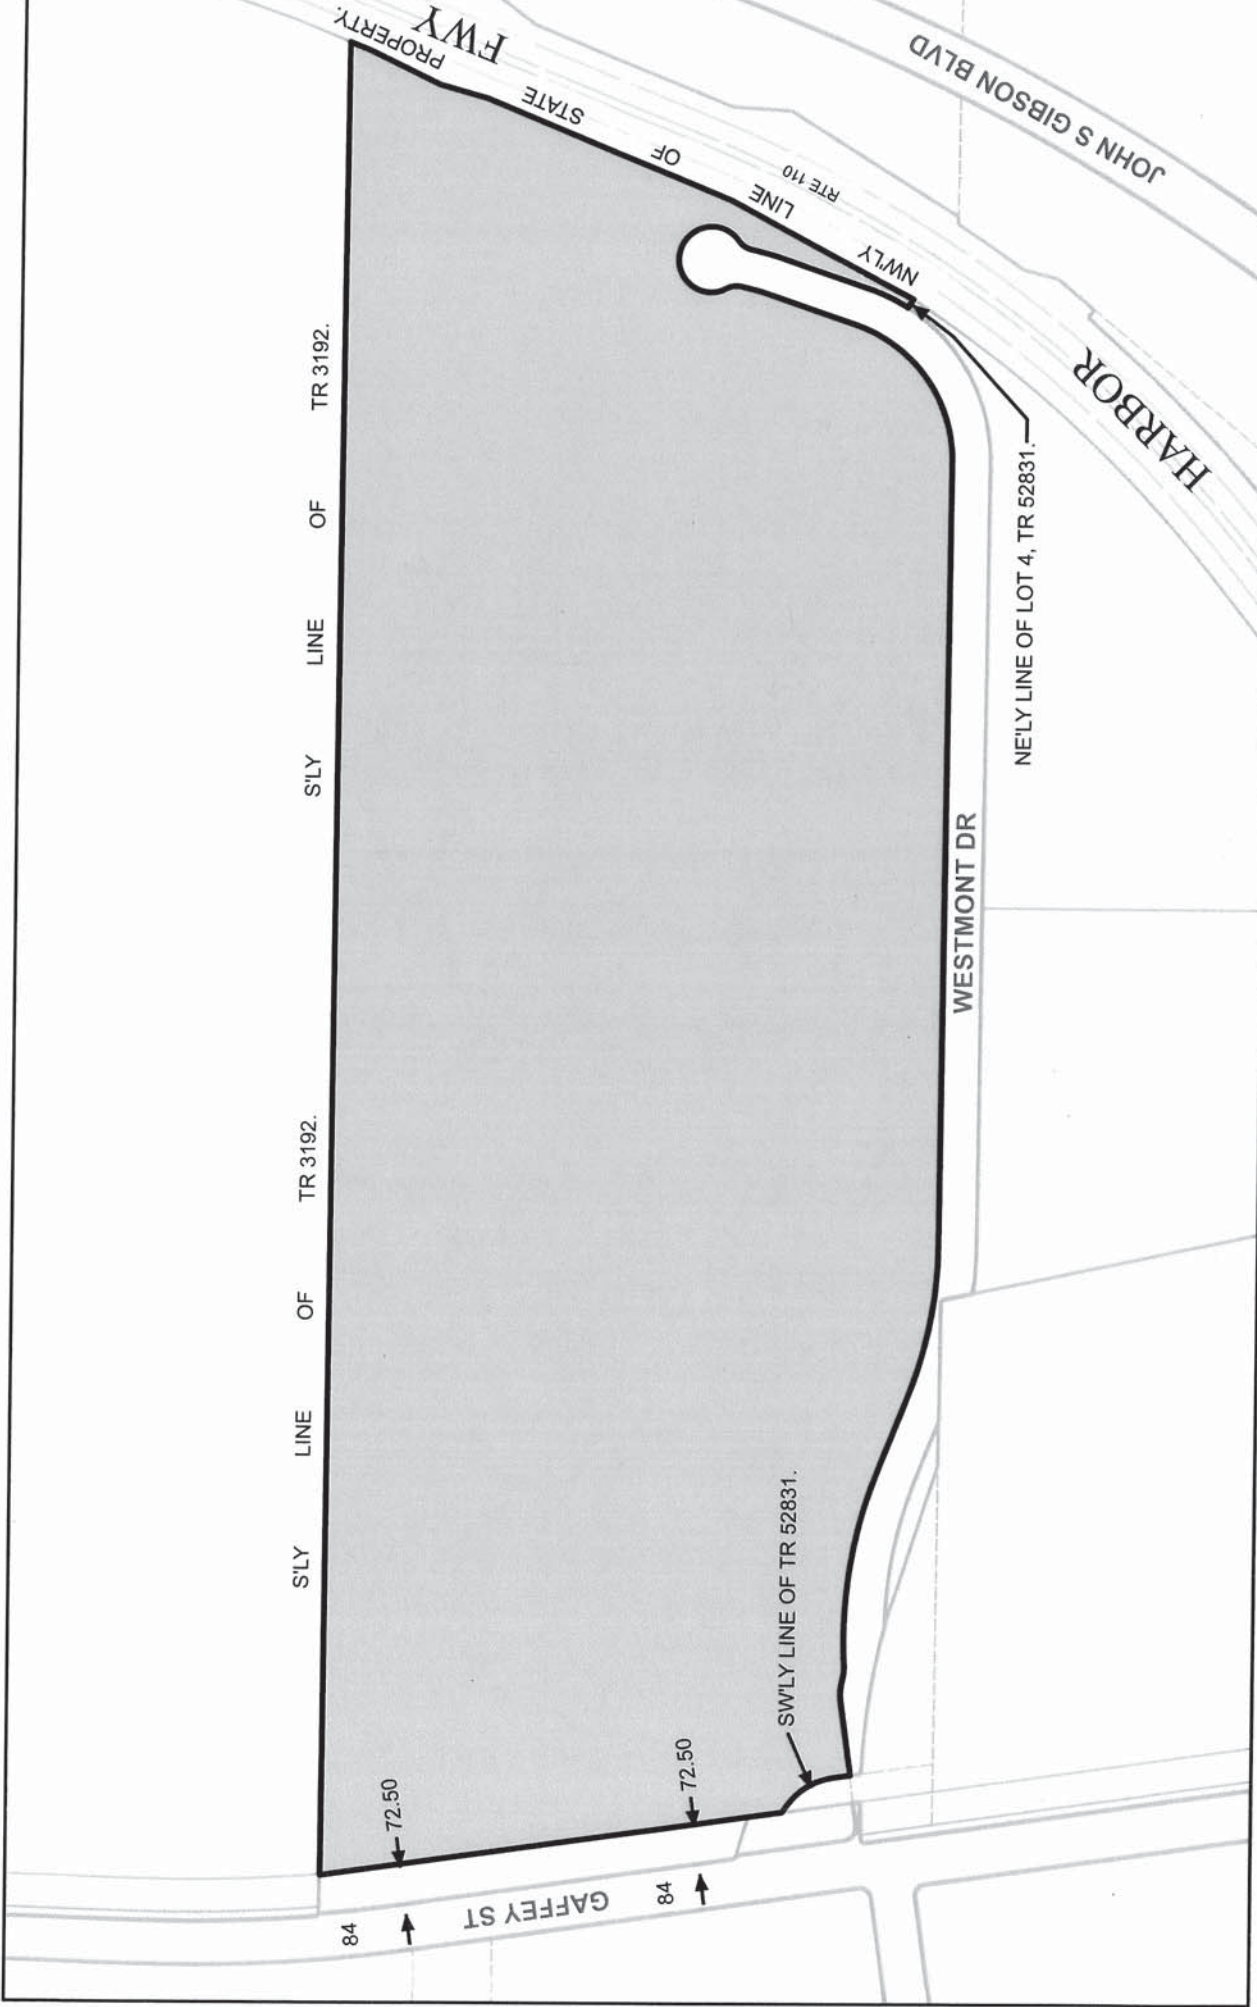 S'LY LINE OF TR 3192.
S'LY LINE OF TR 3192.
84
72.50
GAFFEY ST
84
72.50
SW'LY LINE OF TR 52831.
WESTMONT DR
NE'LY LINE OF LOT 4, TR 52831.
NW'LY LINE OF STATE PROPERTY.
RTE 110
HARBOR FWY
JOHN S GIBSON BLVD